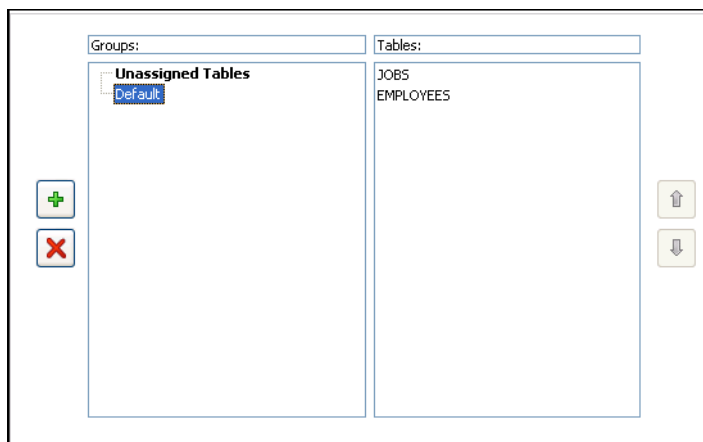 Groups:
Tables:
Unassigned Tables
Default
JOBS
EMPLOYEES